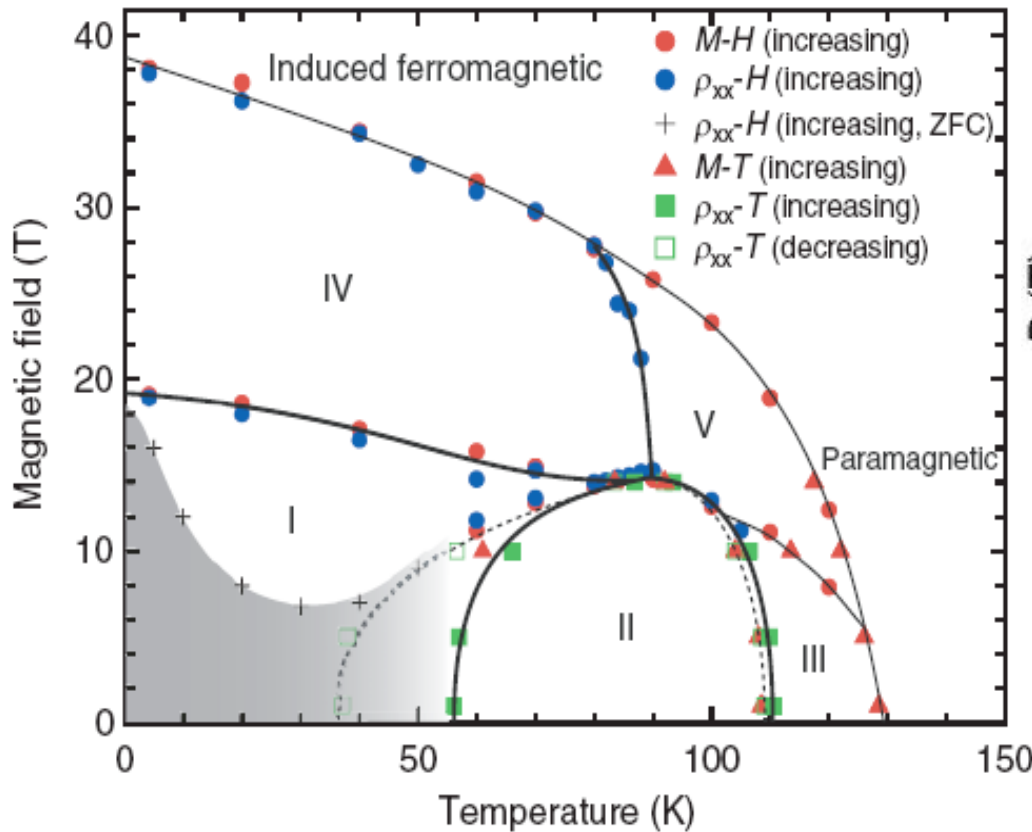 40
30
20
10
0
Magnetic field (T)
Induced ferromagnetic
M-H (increasing)
ρxx-H (increasing)
ρxx-H (increasing, ZFC)
M-T (increasing)
ρxx-T (increasing)
ρxx-T (decreasing)
IV
V
Paramagnetic
I
II
III
0 50 100 150
Temperature (K)